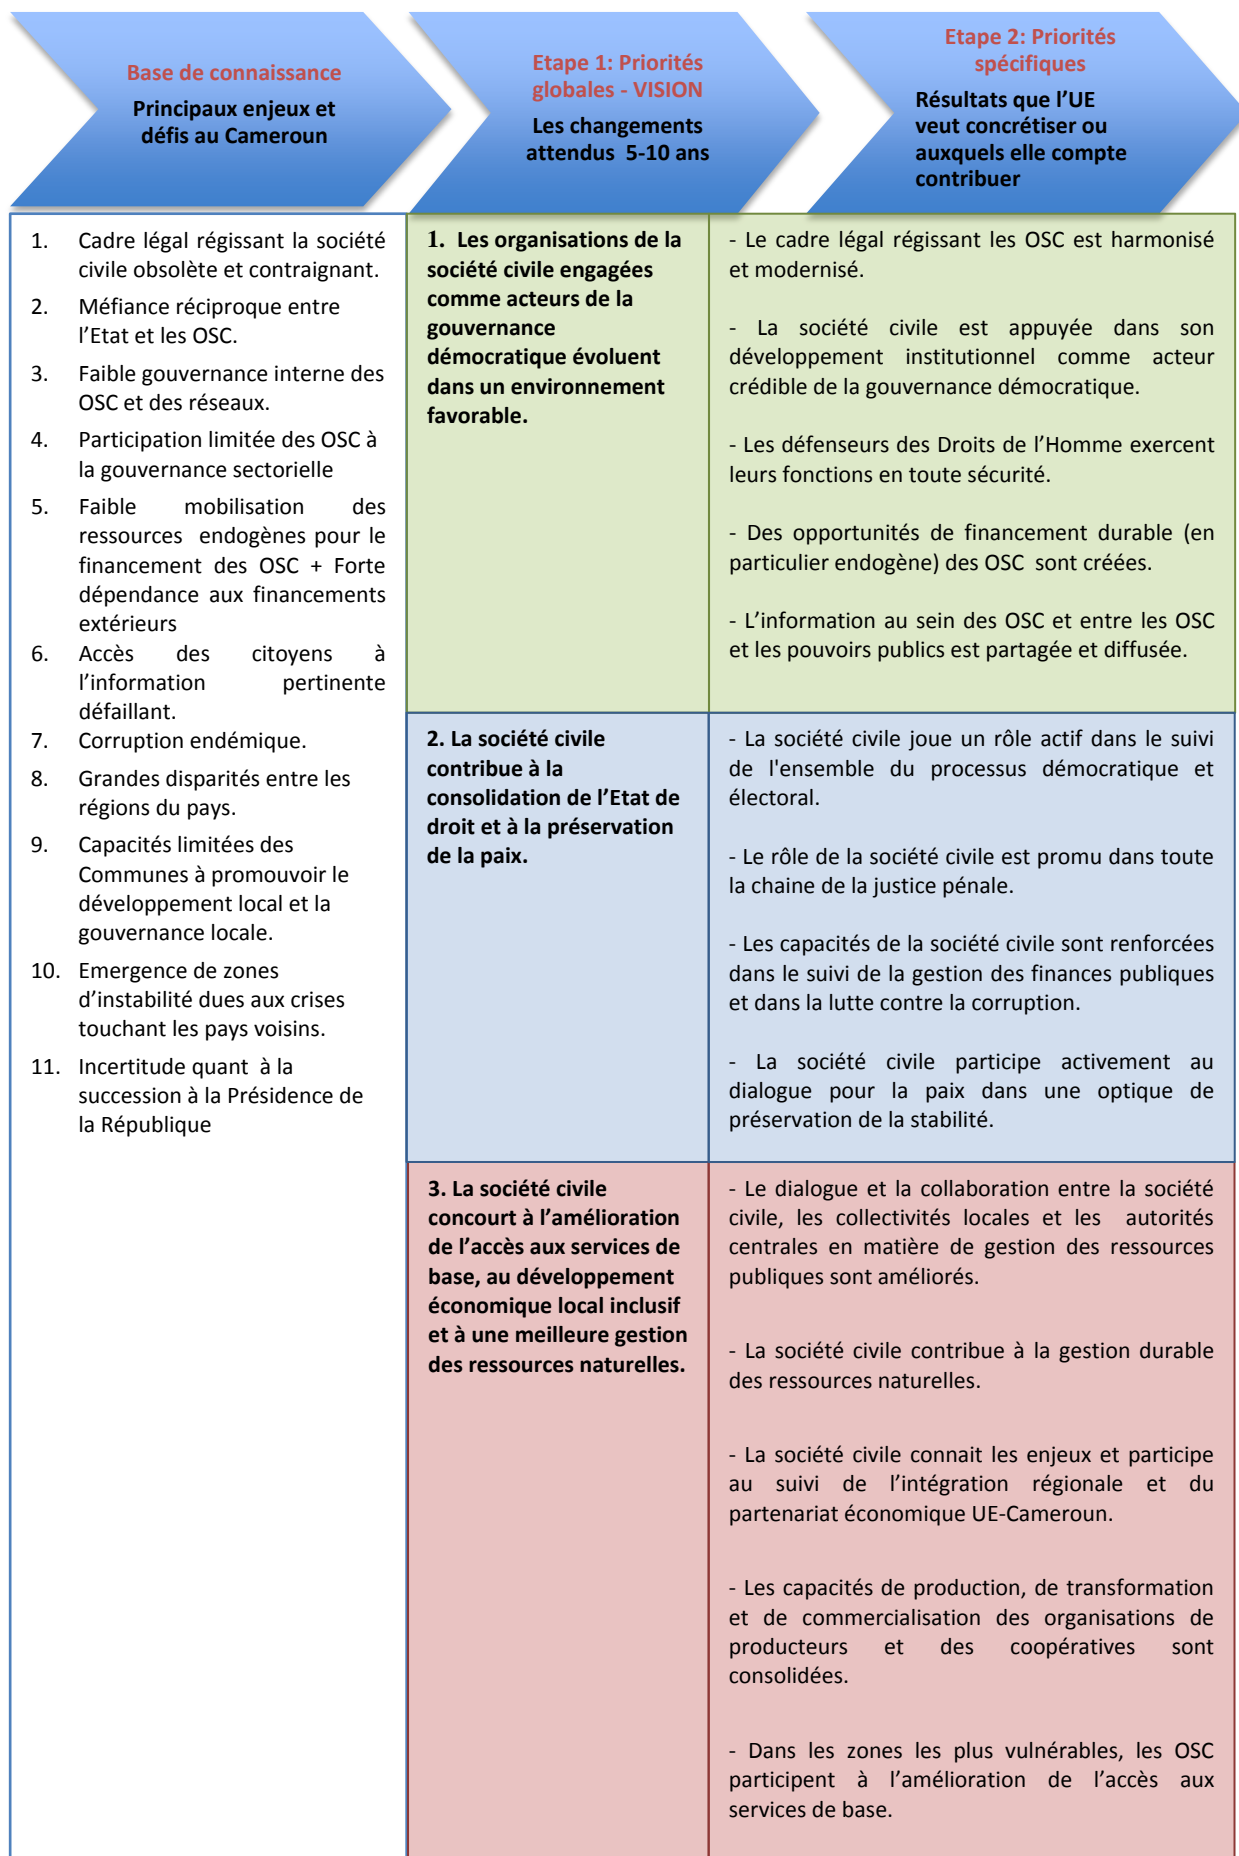 Base de connaissance
Principaux enjeux et
défis au Cameroun
Etape 1: Priorités
globales - VISION
Les changements
attendus  5-10 ans
Etape 2: Priorités
spécifiques
Résultats que l’UE
veut concrétiser ou
auxquels elle compte
contribuer
1. Cadre légal régissant la société
civile obsolète et contraignant.
2. Méfiance réciproque entre
l’Etat et les OSC.
3. Faible gouvernance interne des
OSC et des réseaux.
4. Participation limitée des OSC à
la gouvernance sectorielle
5. Faible mobilisation des
ressources endogènes pour le
financement des OSC + Forte
dépendance aux financements
extérieurs
6. Accès des citoyens à
l’information pertinente
défaillant.
7. Corruption endémique.
8. Grandes disparités entre les
régions du pays.
9. Capacités limitées des
Communes à promouvoir le
développement local et la
gouvernance locale.
10. Emergence de zones
d’instabilité dues aux crises
touchant les pays voisins.
11. Incertitude quant  à la
succession à la Présidence de
la République
1. Les organisations de la
société civile engagées
comme acteurs de la
gouvernance
démocratique évoluent
dans un environnement
favorable.
- Le cadre légal régissant les OSC est harmonisé
et modernisé.
- La société civile est appuyée dans son
développement institutionnel comme acteur
crédible de la gouvernance démocratique.
- Les défenseurs des Droits de l’Homme exercent
leurs fonctions en toute sécurité.
- Des opportunités de financement durable (en
particulier endogène) des OSC  sont créées.
- L’information au sein des OSC et entre les OSC
et les pouvoirs publics est partagée et diffusée.
2. La société civile
contribue à la
consolidation de l’Etat de
droit et à la préservation
de la paix.
- La société civile joue un rôle actif dans le suivi
de l'ensemble du processus démocratique et
électoral.
- Le rôle de la société civile est promu dans toute
la chaine de la justice pénale.
- Les capacités de la société civile sont renforcées
dans le suivi de la gestion des finances publiques
et dans la lutte contre la corruption.
- La société civile participe activement au
dialogue pour la paix dans une optique de
préservation de la stabilité.
3. La société civile
concourt à l’amélioration
de l’accès aux services de
base, au développement
économique local inclusif
et à une meilleure gestion
des ressources naturelles.
- Le dialogue et la collaboration entre la société
civile, les collectivités locales et les  autorités
centrales en matière de gestion des ressources
publiques sont améliorés.
- La société civile contribue à la gestion durable
des ressources naturelles.
- La société civile connait les enjeux et participe
au suivi de l’intégration régionale et du
partenariat économique UE-Cameroun.
- Les capacités de production, de transformation
et de commercialisation des organisations de
producteurs et des coopératives sont
consolidées.
- Dans les zones les plus vulnérables, les OSC
participent à l’amélioration de l’accès aux
services de base.